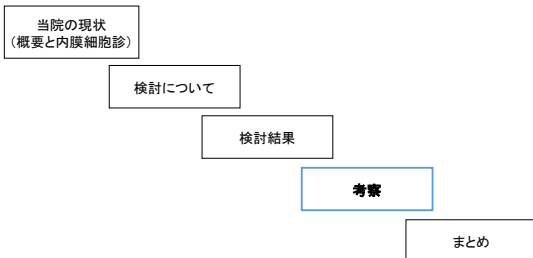 当院の現状
（概要と内膜細胞診）
検討について
検討結果
考察
まとめ